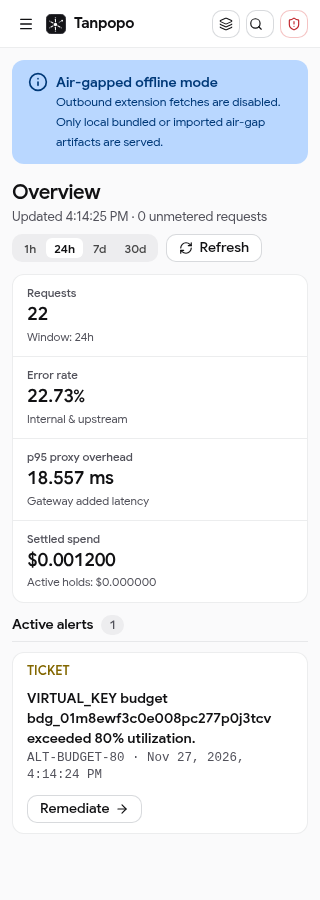 Tanpopo
Air-gapped offline mode
Outbound extension fetches are disabled.
Only local bundled or imported air-gap
artifacts are served.
Overview
Updated 4:14:25 PM · 0 unmetered requests
1h 24h 7d 30d Refresh
Requests
22
Window: 24h
Error rate
22.73%
Internal & upstream
p95 proxy overhead
18.557 ms
Gateway added latency
Settled spend
$0.001200
Active holds: $0.000000
Active alerts 1
TICKET
VIRTUAL_KEY budget
bdg_01m8ewf3c0e008pc277p0j3tcv
exceeded 80% utilization.
ALT-BUDGET-80 · Nov 27, 2026,
4:14:24 PM
Remediate